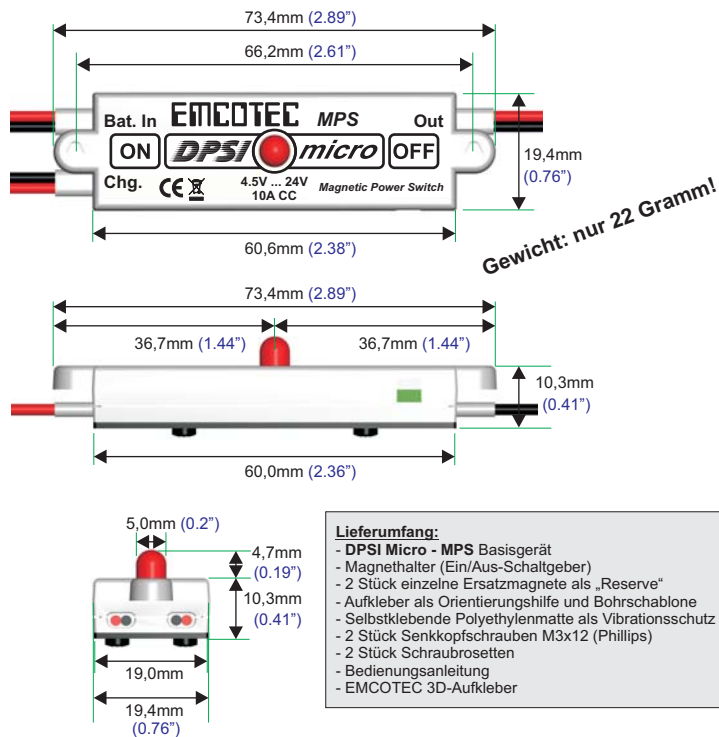 73,4mm (2.89”)
66,2mm (2.61”)
Bat. In EMCOTEC MPS Out
ON DPSI micro OFF
Chg. CE 4.5V ... 24V Magnetic Power Switch
10A CC
19,4mm
(0.76”)
60,6mm (2.38”)
Gewicht: nur 22 Gramm!
73,4mm (2.89”)
36,7mm (1.44”) 36,7mm (1.44”)
10,3mm
(0.41”)
60,0mm (2.36”)
5,0mm (0.2”)
4,7mm
(0.19”)
10,3mm
(0.41”)
19,0mm
19,4mm
(0.76”)
Lieferumfang:
- DPSI Micro - MPS Basisgerät
- Magnethalter (Ein/Aus-Schaltgeber)
- 2 Stück einzelne Ersatzmagnete als „Reserve“
- Aufkleber als Orientierungshilfe und Bohrschablone
- Selbstklebende Polyethylenmatte als Vibrationsschutz
- 2 Stück Senkkopfschrauben M3x12 (Phillips)
- 2 Stück Schraubrosetten
- Bedienungsanleitung
- EMCOTEC 3D-Aufkleber